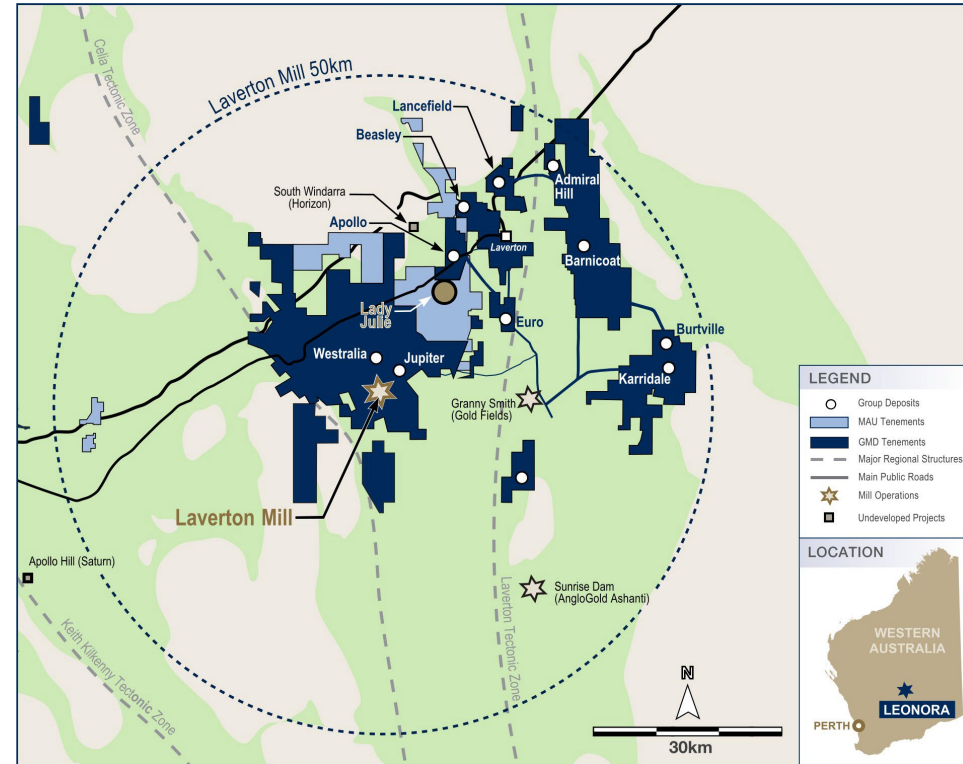 Celia Tectonic Zone
Laverton Mill 50km
Lancefield
Beasley
South Windarra
(Horizon)
Apollo
Admiral
Hill
Laverton
Barnicoat
Lady
Julie
Euro
Burtville
Westralia
Jupiter
Karridale
Granny Smith
(Gold Fields)
Laverton Mill
Apollo Hill (Saturn)
Sunrise Dam
(AngloGold Ashanti)
Laverton Tectonic Zone
Keith Kilkenny Tectonic Zone
N
30km
LEGEND
Group Deposits
MAU Tenements
GMD Tenements
Major Regional Structures
Main Public Roads
Mill Operations
Undeveloped Projects
LOCATION
WESTERN
AUSTRALIA
LEONORA
PERTH